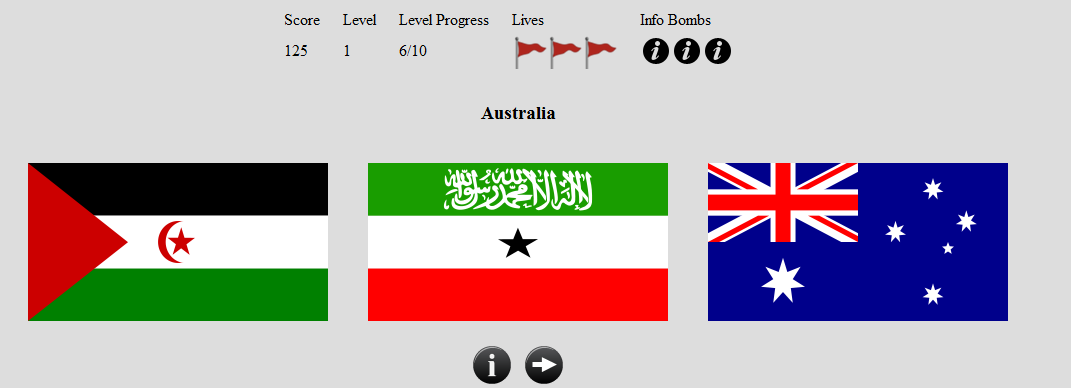 Score Level Level Progress Lives Info Bombs
125 1 6/10 i i i
Australia
لا إله إلا الله محمد رسول الله
i